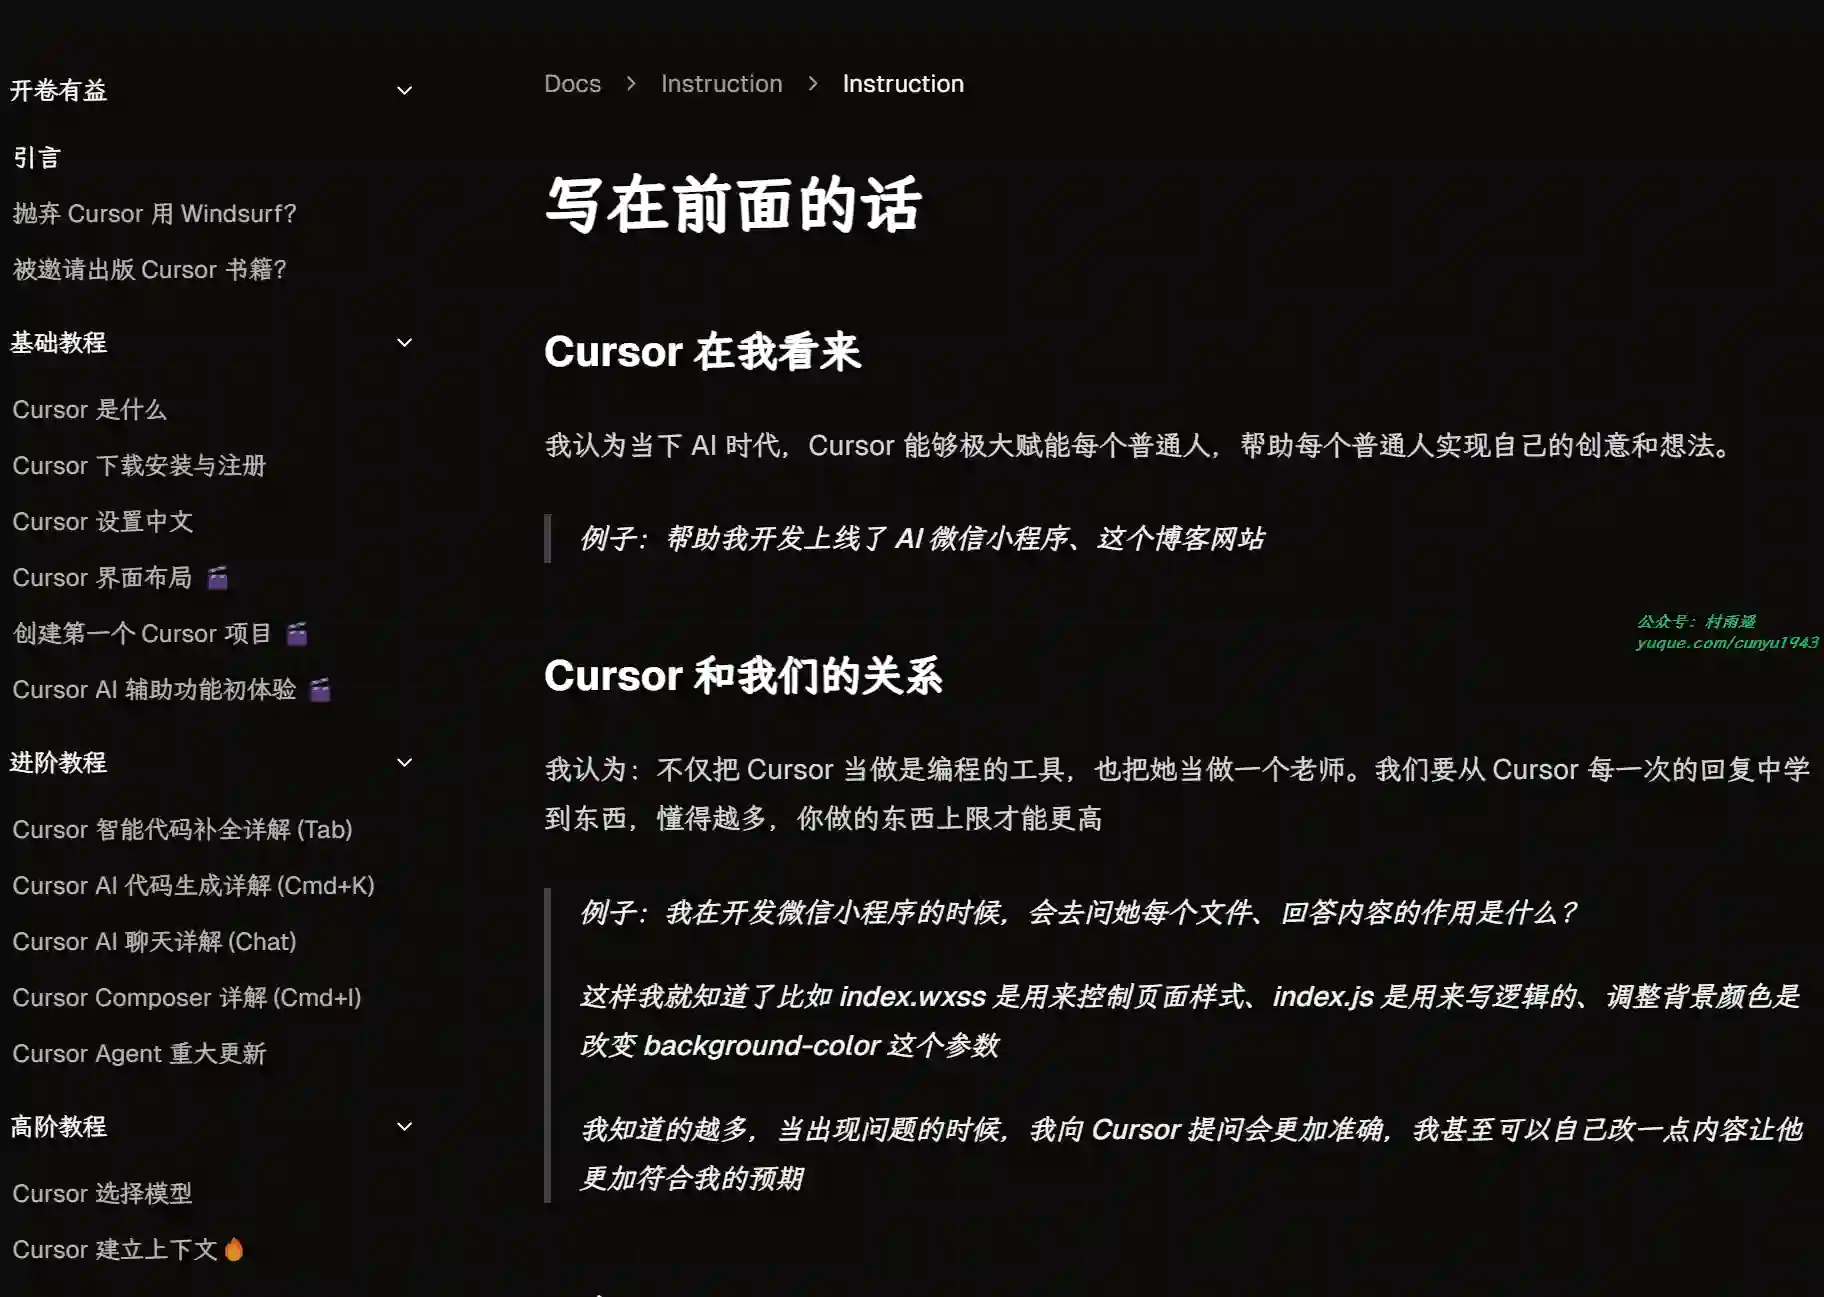 开卷有益
引言
抛弃 Cursor 用 Windsurf?
被邀请出版 Cursor 书籍?
基础教程
Cursor 是什么
Cursor 下载安装与注册
Cursor 设置中文
Cursor 界面布局 🎬
创建第一个 Cursor 项目 🎬
Cursor AI 辅助功能初体验 🎬
进阶教程
Cursor 智能代码补全详解 (Tab)
Cursor AI 代码生成详解 (Cmd+K)
Cursor AI 聊天详解 (Chat)
Cursor Composer 详解 (Cmd+I)
Cursor Agent 重大更新
高阶教程
Cursor 选择模型
Cursor 建立上下文🔥
Docs > Instruction > Instruction
写在前面的话
Cursor 在我看来
我认为当下 AI 时代，Cursor 能够极大赋能每个普通人，帮助每个普通人实现自己的创意和想法。
例子：帮助我开发上线了 AI 微信小程序、这个博客网站
公众号：村雨遥
yuque.com/cunyu1943
Cursor 和我们的关系
我认为：不仅把 Cursor 当做是编程的工具，也把她当做一个老师。我们要从 Cursor 每一次的回复中学
到东西，懂得越多，你做的东西上限才能更高
例子：我在开发微信小程序的时候，会去问她每个文件、回答内容的作用是什么？
这样我就知道了比如 index.wxss 是用来控制页面样式、index.js 是用来写逻辑的、调整背景颜色是
改变 background-color 这个参数
我知道的越多，当出现问题的时候，我向 Cursor 提问会更加准确，我甚至可以自己改一点内容让他
更加符合我的预期